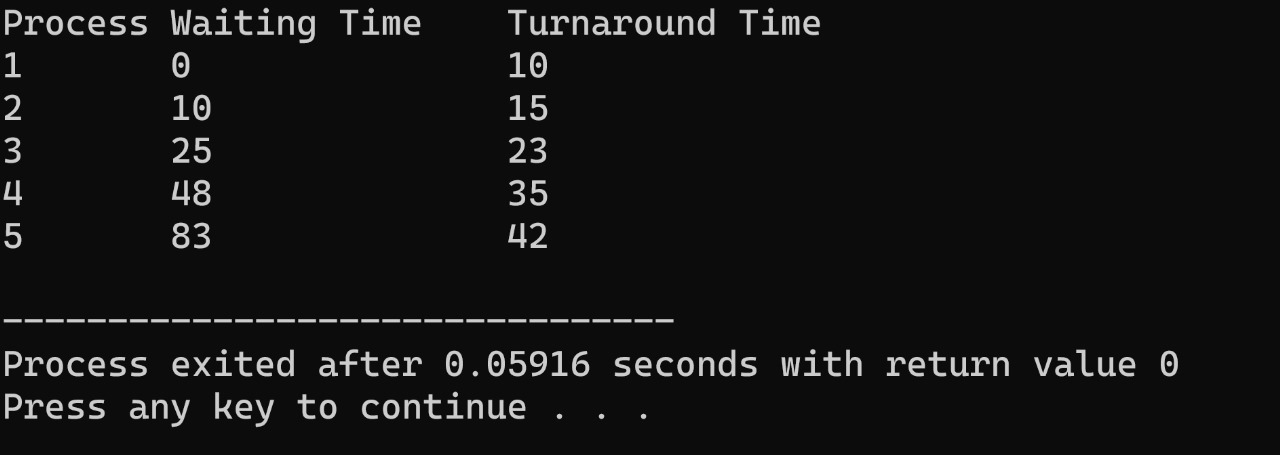 Process Waiting Time    Turnaround Time
1       0               10
2       10              15
3       25              23
4       48              35
5       83              42
--------------------------------
Process exited after 0.05916 seconds with return value 0
Press any key to continue . . .